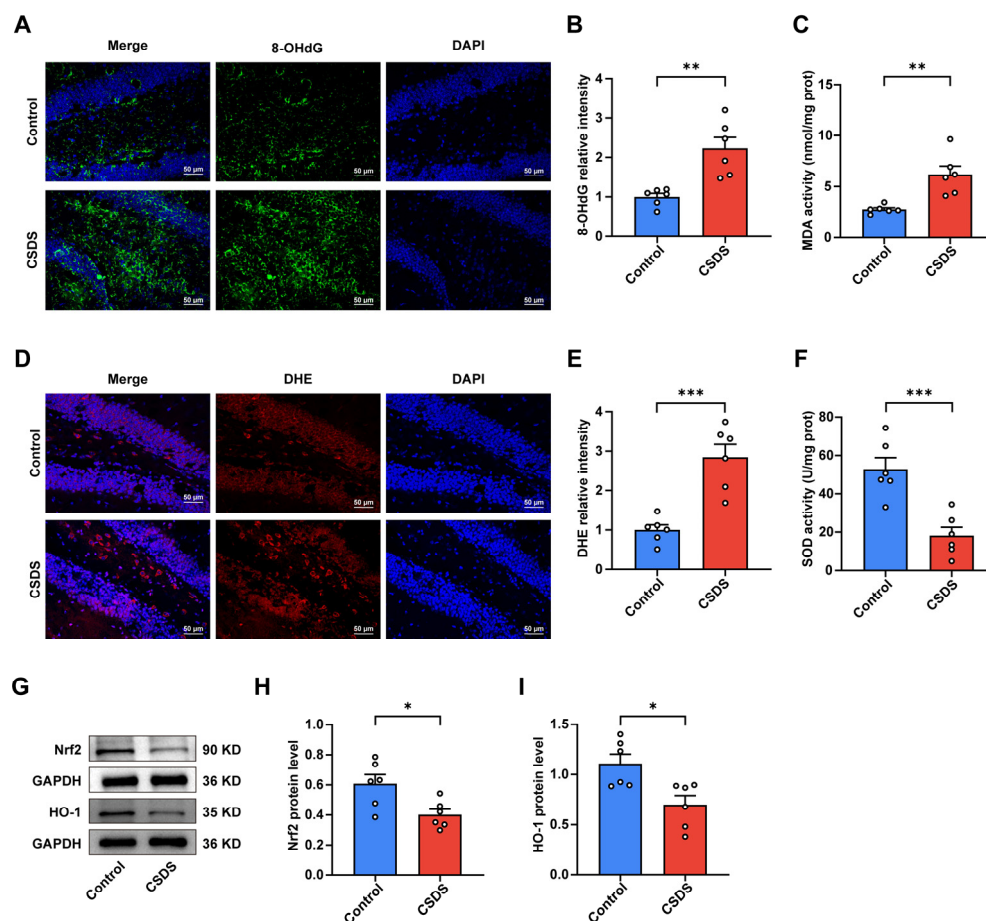 A
Merge 8-OHdG DAPI
Control
50 μm 50 μm 50 μm
CSDS
50 μm 50 μm 50 μm
B
8-OHdG relative intensity
**
4
3
2
1
0
Control CSDS
C
MDA activity (nmol/mg prot)
**
15
10
5
0
Control CSDS
D
Merge DHE DAPI
Control
50 μm 50 μm 50 μm
CSDS
50 μm 50 μm 50 μm
E
DHE relative intensity
***
4
3
2
1
0
Control CSDS
F
SOD activity (U/mg prot)
***
80
60
40
20
0
Control CSDS
G
Nrf2 90 KD
GAPDH 36 KD
HO-1 35 KD
GAPDH 36 KD
Control CSDS
H
Nrf2 protein level
*
1.0
0.8
0.6
0.4
0.2
0.0
Control CSDS
I
HO-1 protein level
*
1.5
1.0
0.5
0.0
Control CSDS